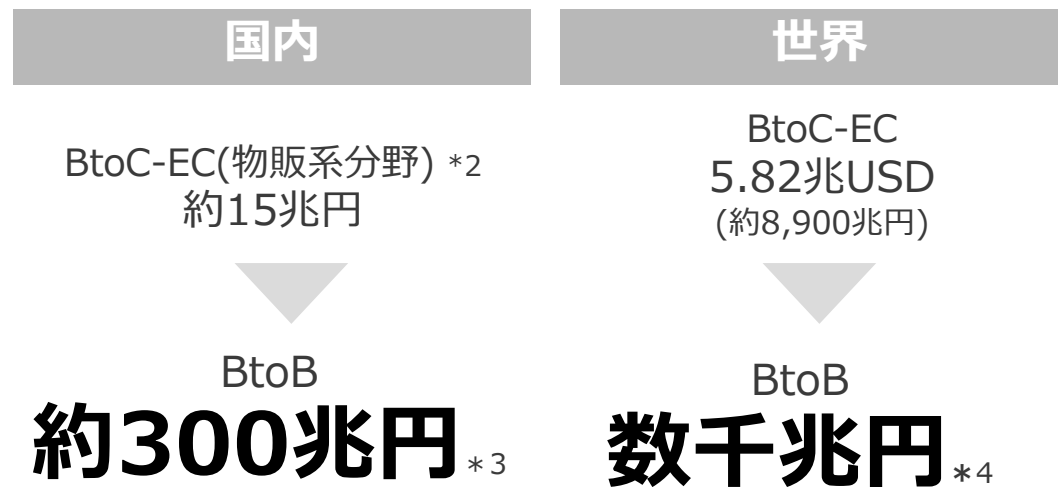 国内
BtoC-EC(物販系分野) *2
約15兆円
BtoB
約300兆円 *3
世界
BtoC-EC
5.82兆USD
(約8,900兆円)
BtoB
数千兆円 *4